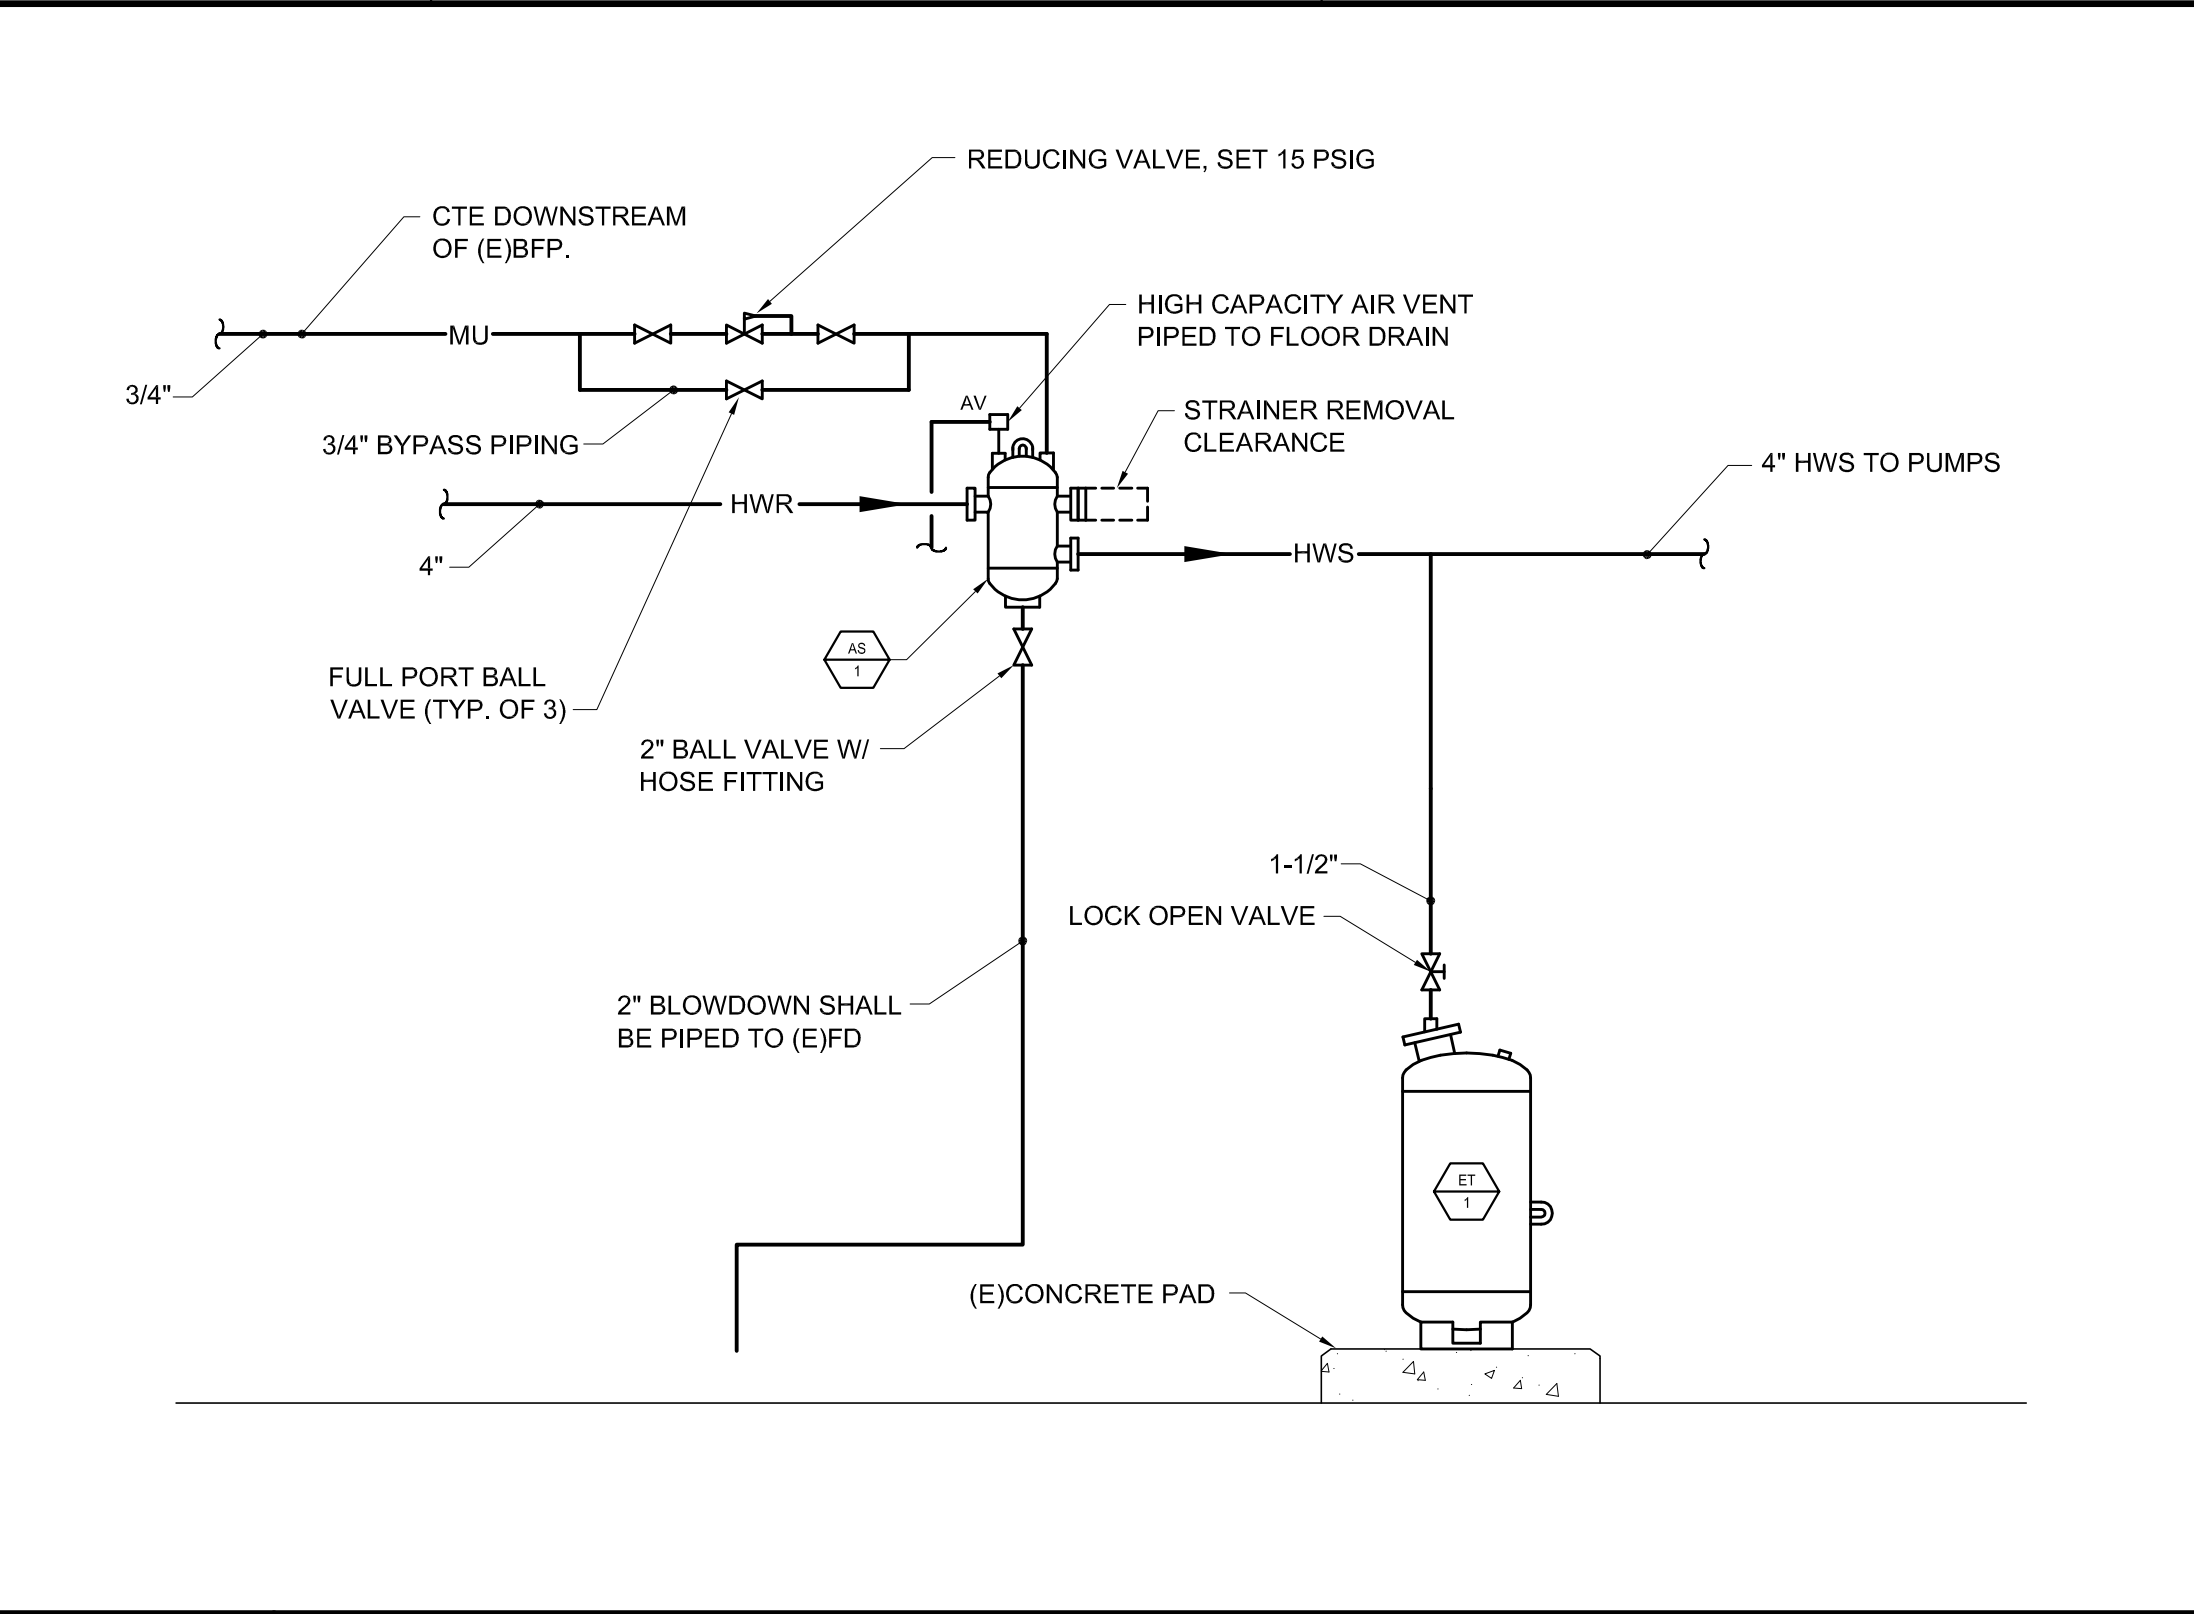 REDUCING VALVE, SET 15 PSIG
CTE DOWNSTREAM
OF (E)BFP.
HIGH CAPACITY AIR VENT
PIPED TO FLOOR DRAIN
MU
3/4"
AV
STRAINER REMOVAL
CLEARANCE
3/4" BYPASS PIPING
4" HWS TO PUMPS
HWR
HWS
4"
AS
1
FULL PORT BALL
VALVE (TYP. OF 3)
2" BALL VALVE W/
HOSE FITTING
1-1/2"
LOCK OPEN VALVE
2" BLOWDOWN SHALL
BE PIPED TO (E)FD
ET
1
(E)CONCRETE PAD